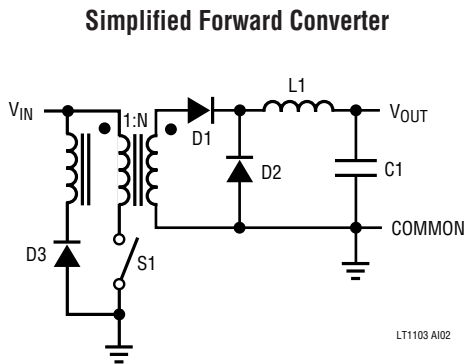 Simplified Forward Converter
L1
V_IN
1:N
V_OUT
D1
D2
C1
COMMON
D3
S1
LT1103 AI02